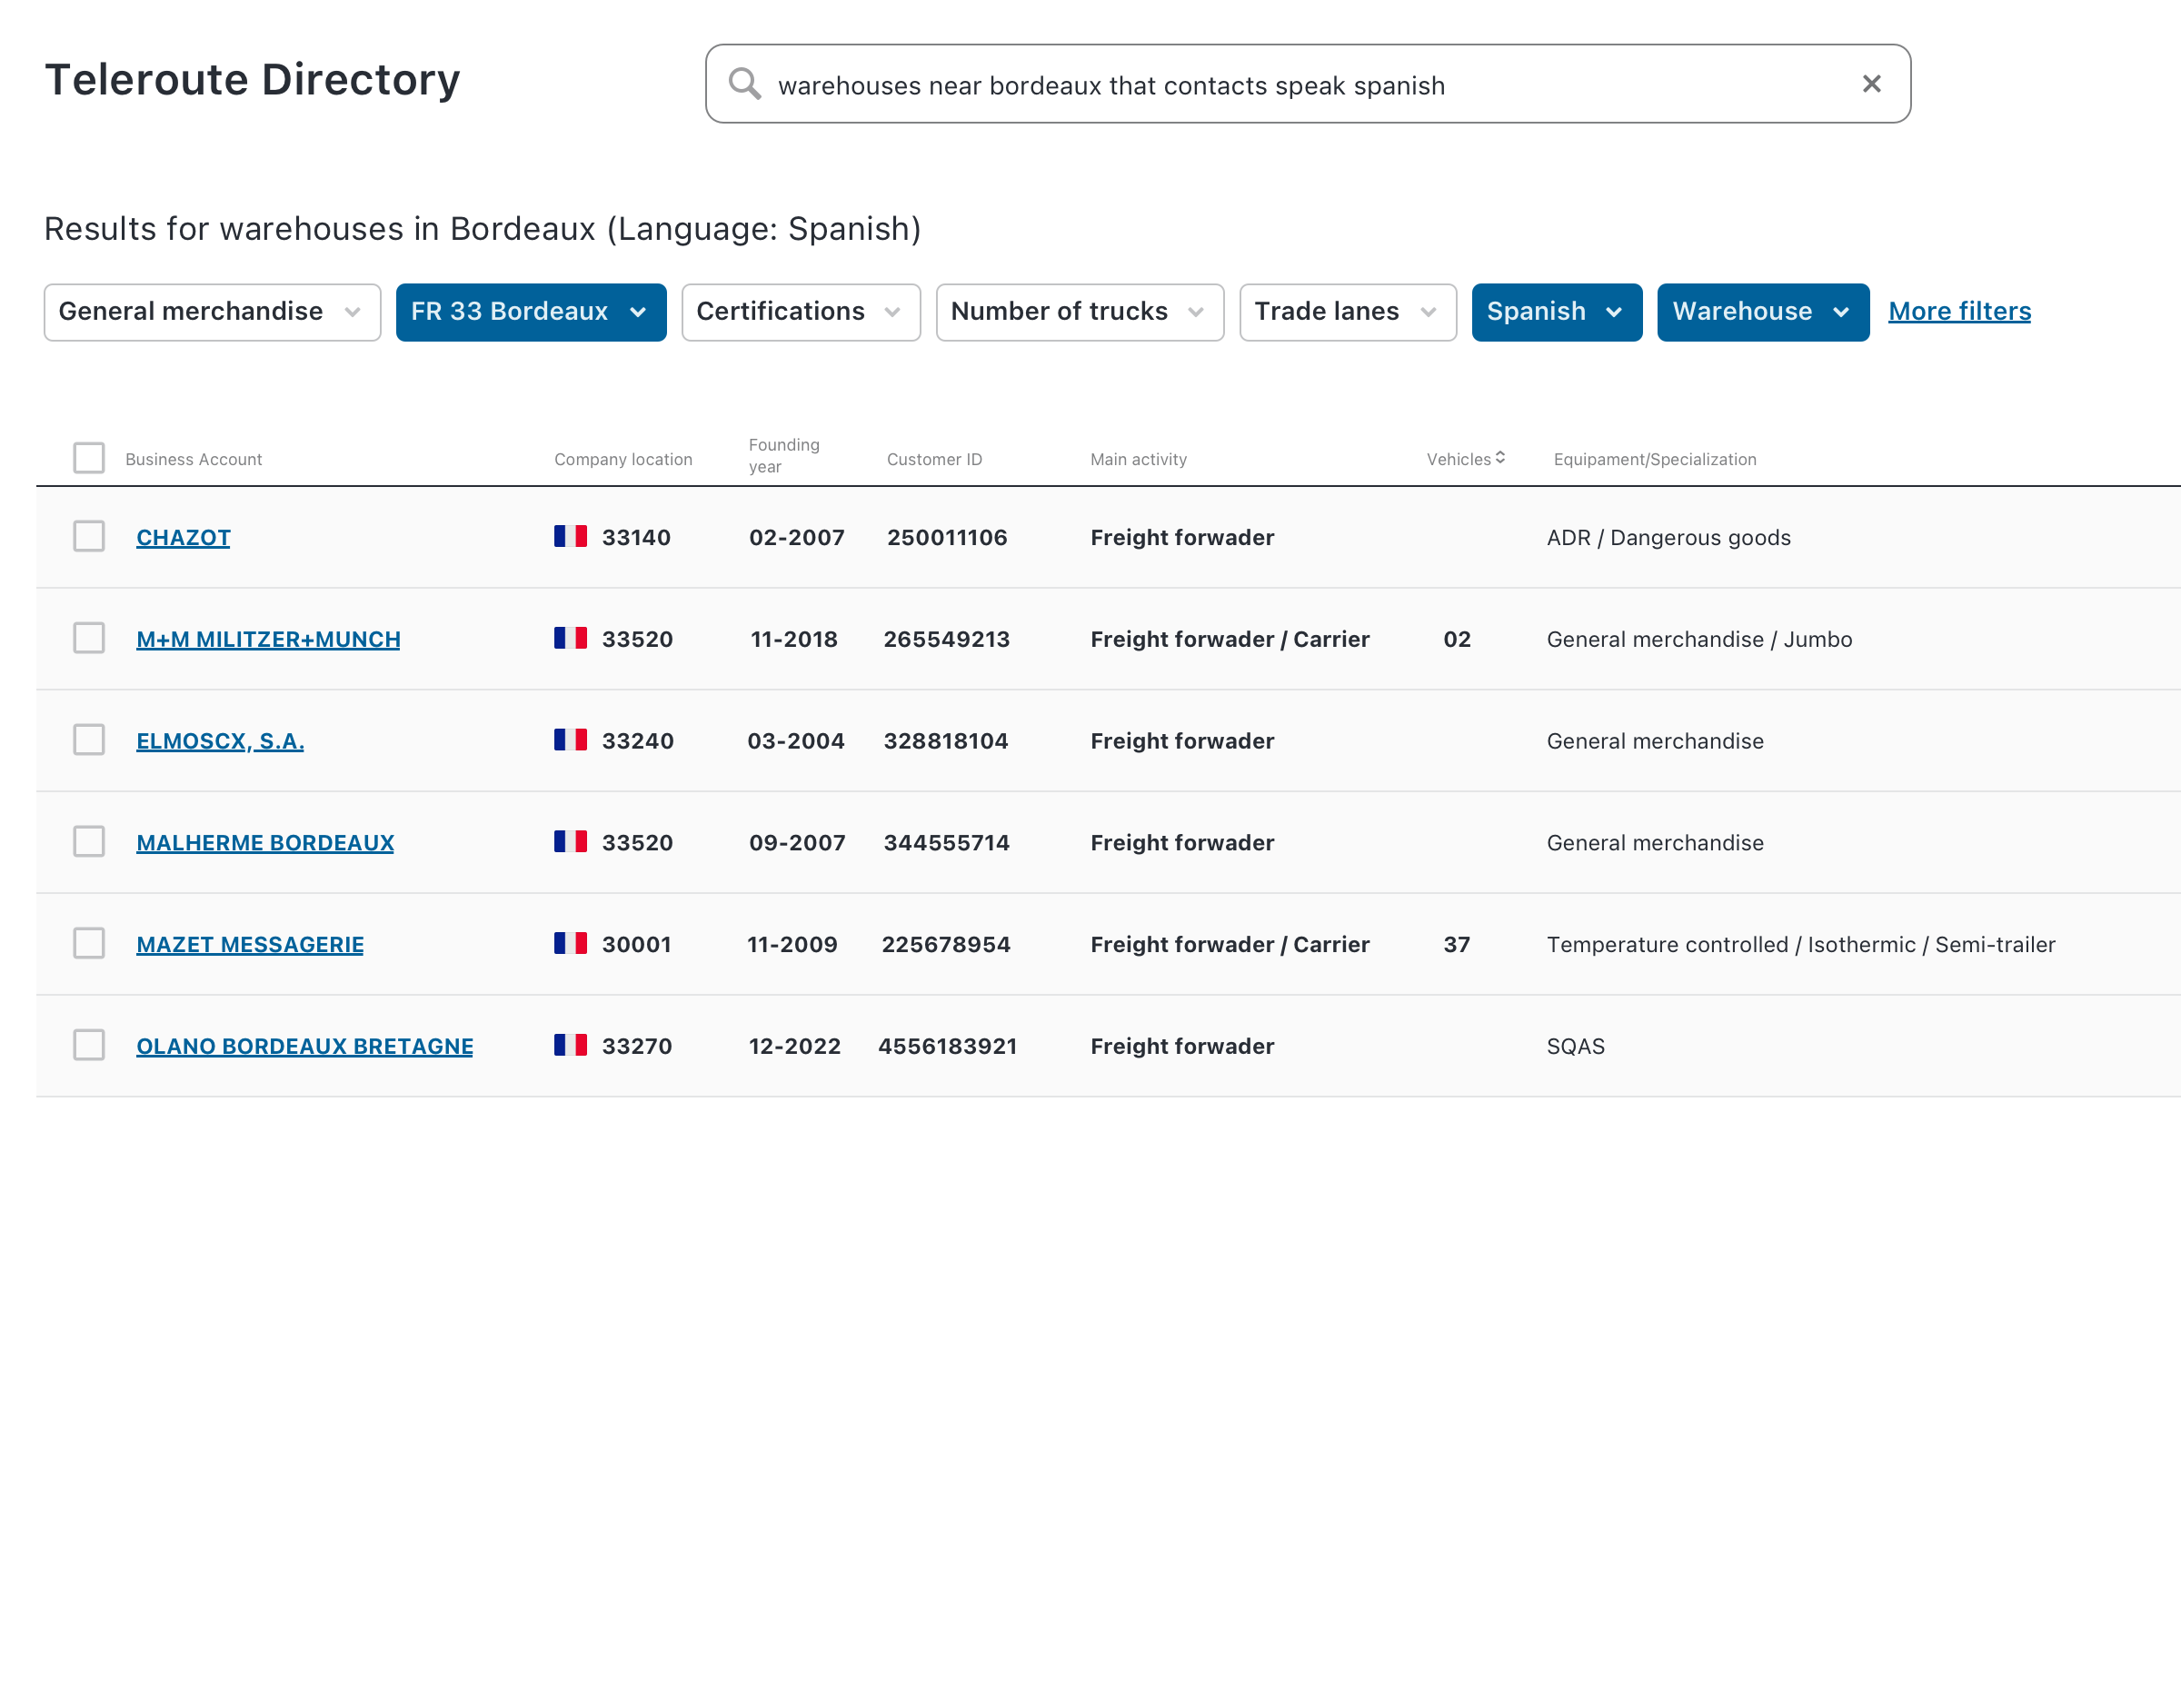 Teleroute Directory
warehouses near bordeaux that contacts speak spanish
Results for warehouses in Bordeaux (Language: Spanish)
General merchandise FR 33 Bordeaux Certifications Number of trucks Trade lanes Spanish Warehouse More filters
Business Account Company location Founding year Customer ID Main activity Vehicles Equipament/Specialization
CHAZOT 33140 02-2007 250011106 Freight forwader ADR / Dangerous goods
M+M MILITZER+MUNCH 33520 11-2018 265549213 Freight forwader / Carrier 02 General merchandise / Jumbo
ELMOSCX, S.A. 33240 03-2004 328818104 Freight forwader General merchandise
MALHERME BORDEAUX 33520 09-2007 344555714 Freight forwader General merchandise
MAZET MESSAGERIE 30001 11-2009 225678954 Freight forwader / Carrier 37 Temperature controlled / Isothermic / Semi-trailer
OLANO BORDEAUX BRETAGNE 33270 12-2022 4556183921 Freight forwader SQAS